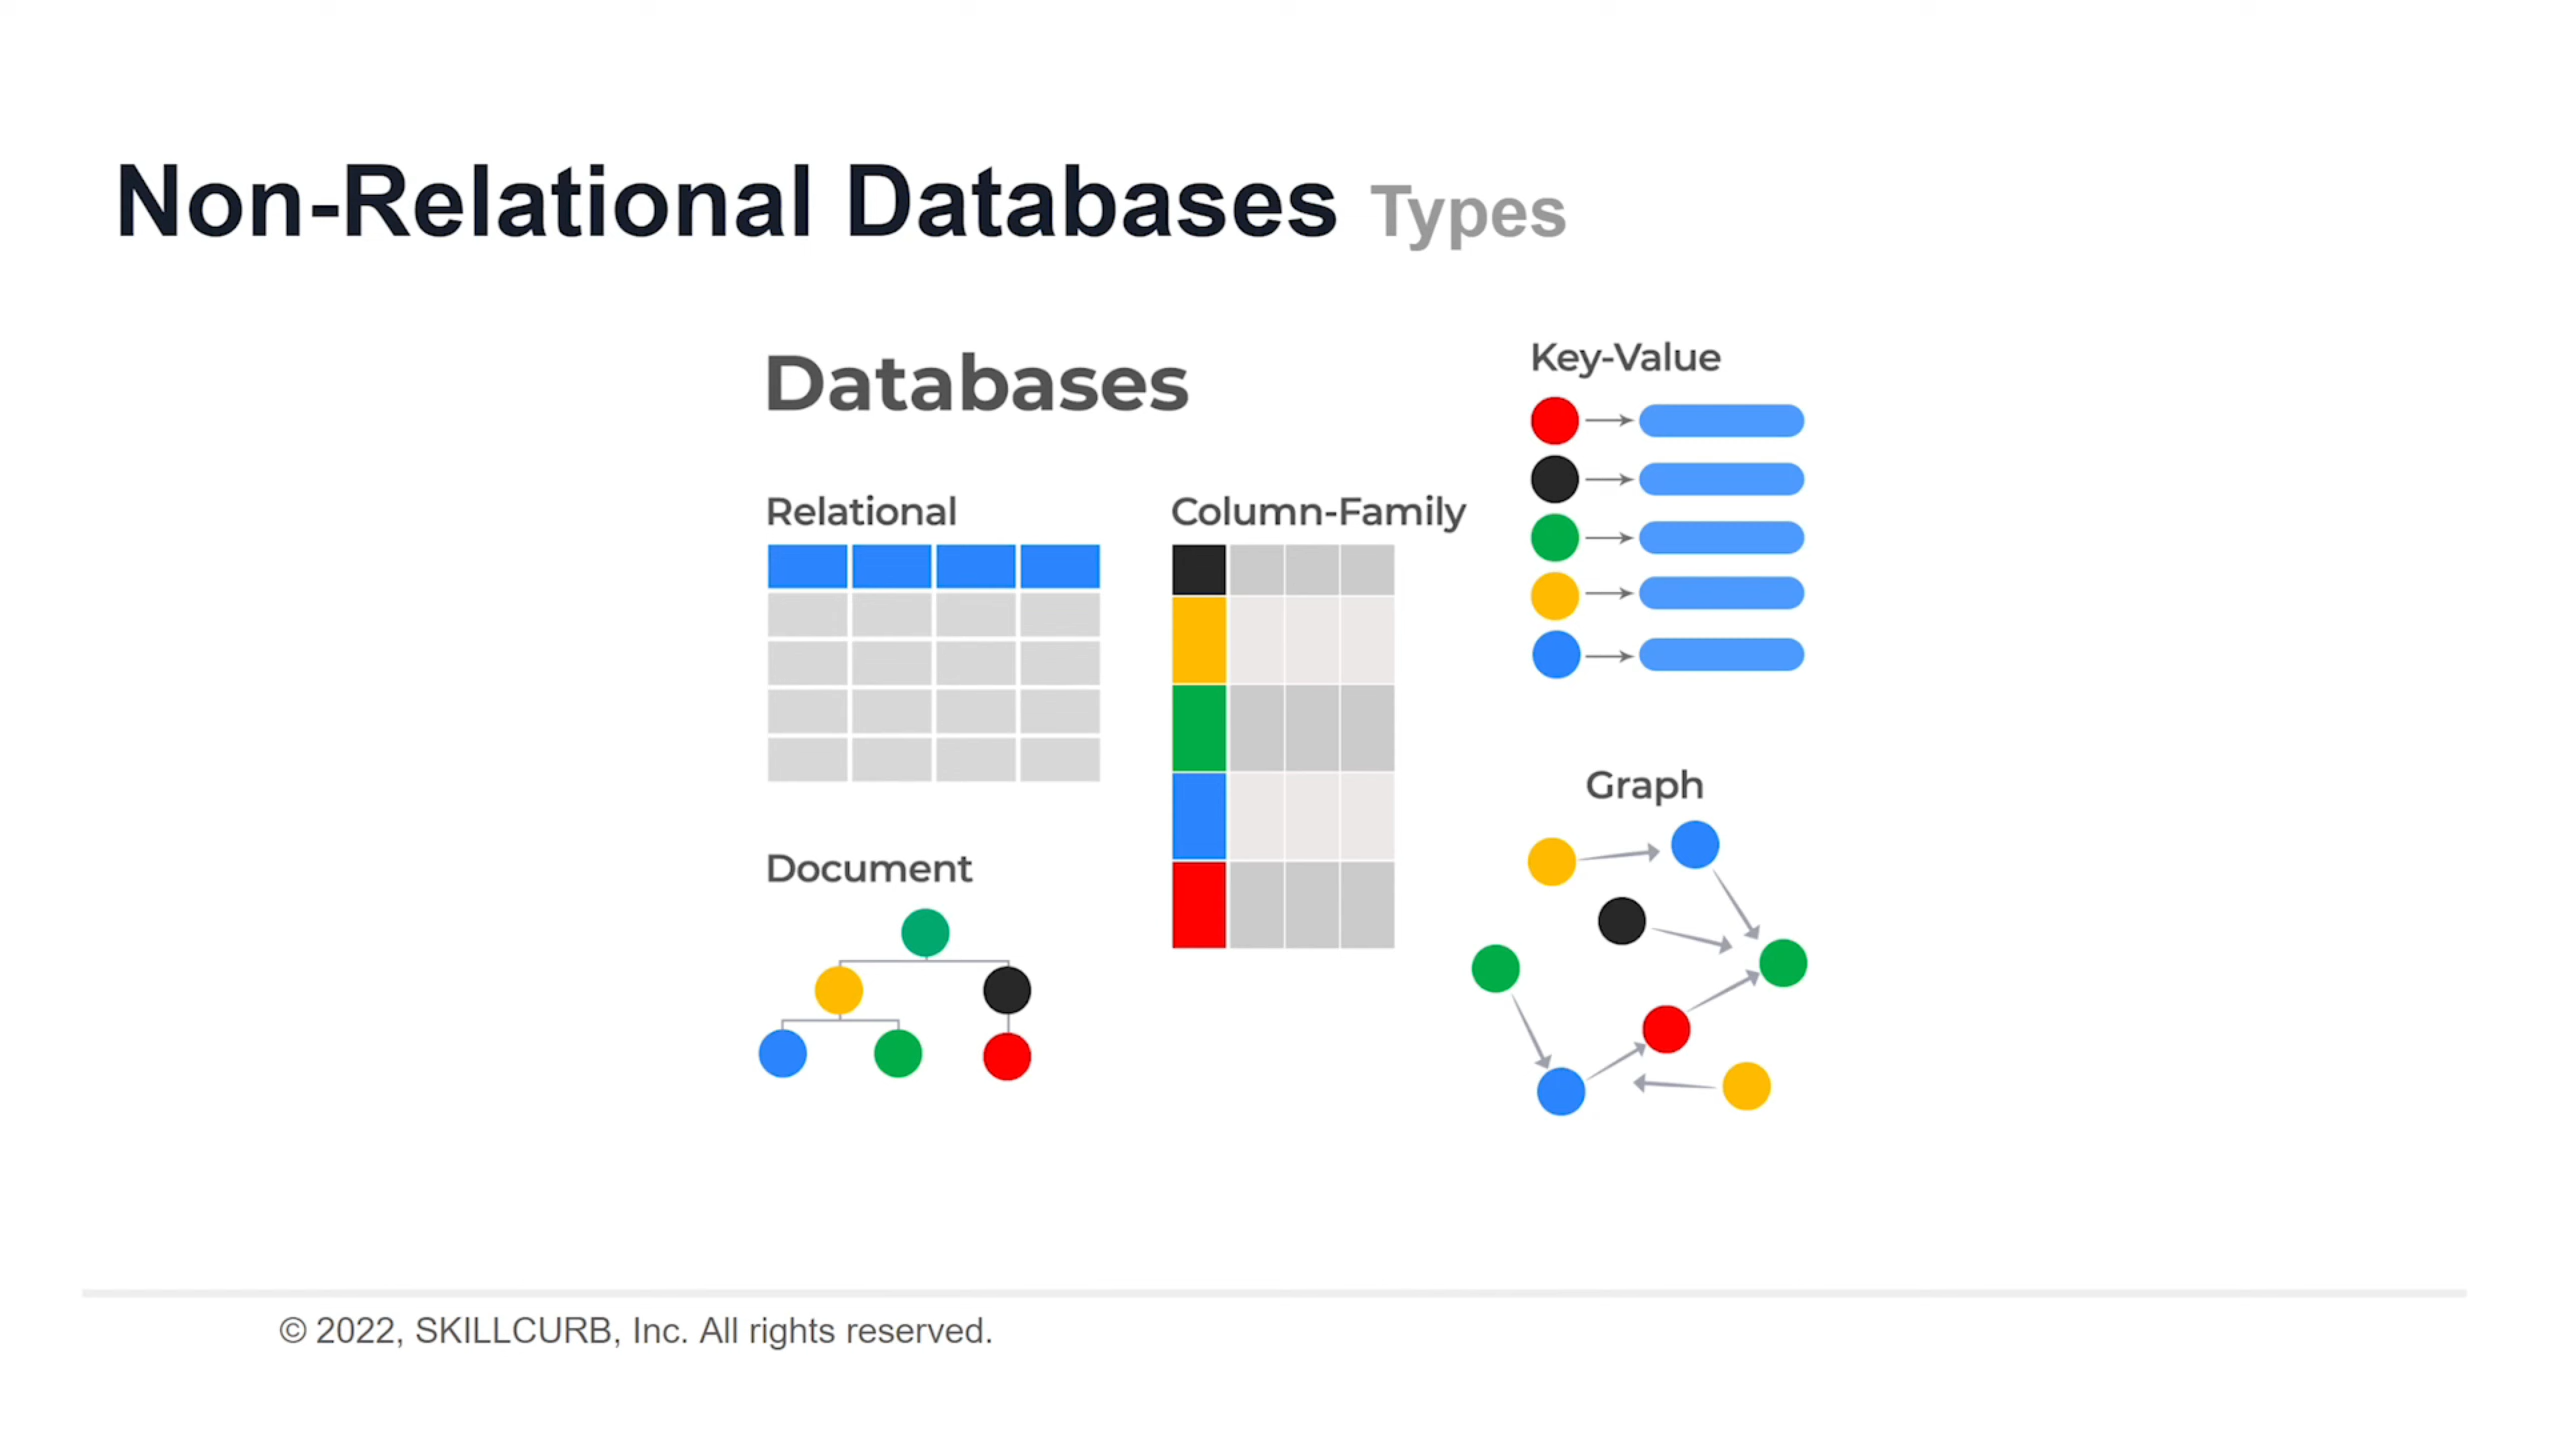 Non-Relational Databases Types
Databases
Key-Value
Relational
Column-Family
Graph
Document
© 2022, SKILLCURB, Inc. All rights reserved.